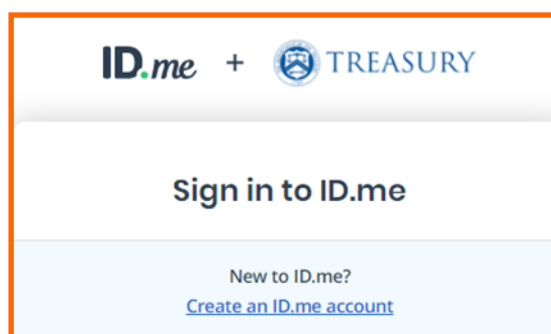 ID.me + TREASURY
Sign in to ID.me
New to ID.me?
Create an ID.me account